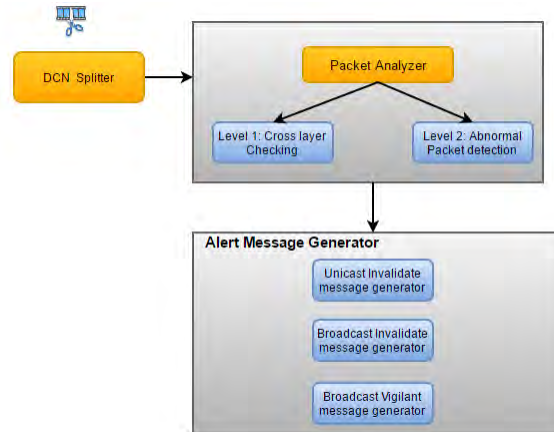 DCN Splitter
Packet Analyzer
Level 1: Cross layer
Checking
Level 2: Abnormal
Packet detection
Alert Message Generator
Unicast Invalidate
message generator
Broadcast Invalidate
message generator
Broadcast Vigilant
message generator